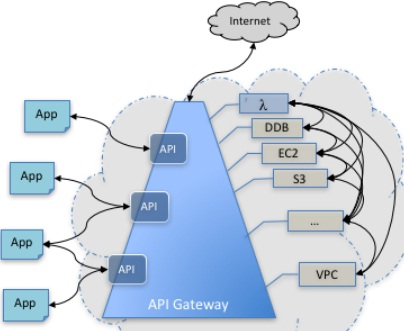 Internet
App
λ
DDB
API
EC2
App
S3
API
...
App
API
VPC
App
API Gateway